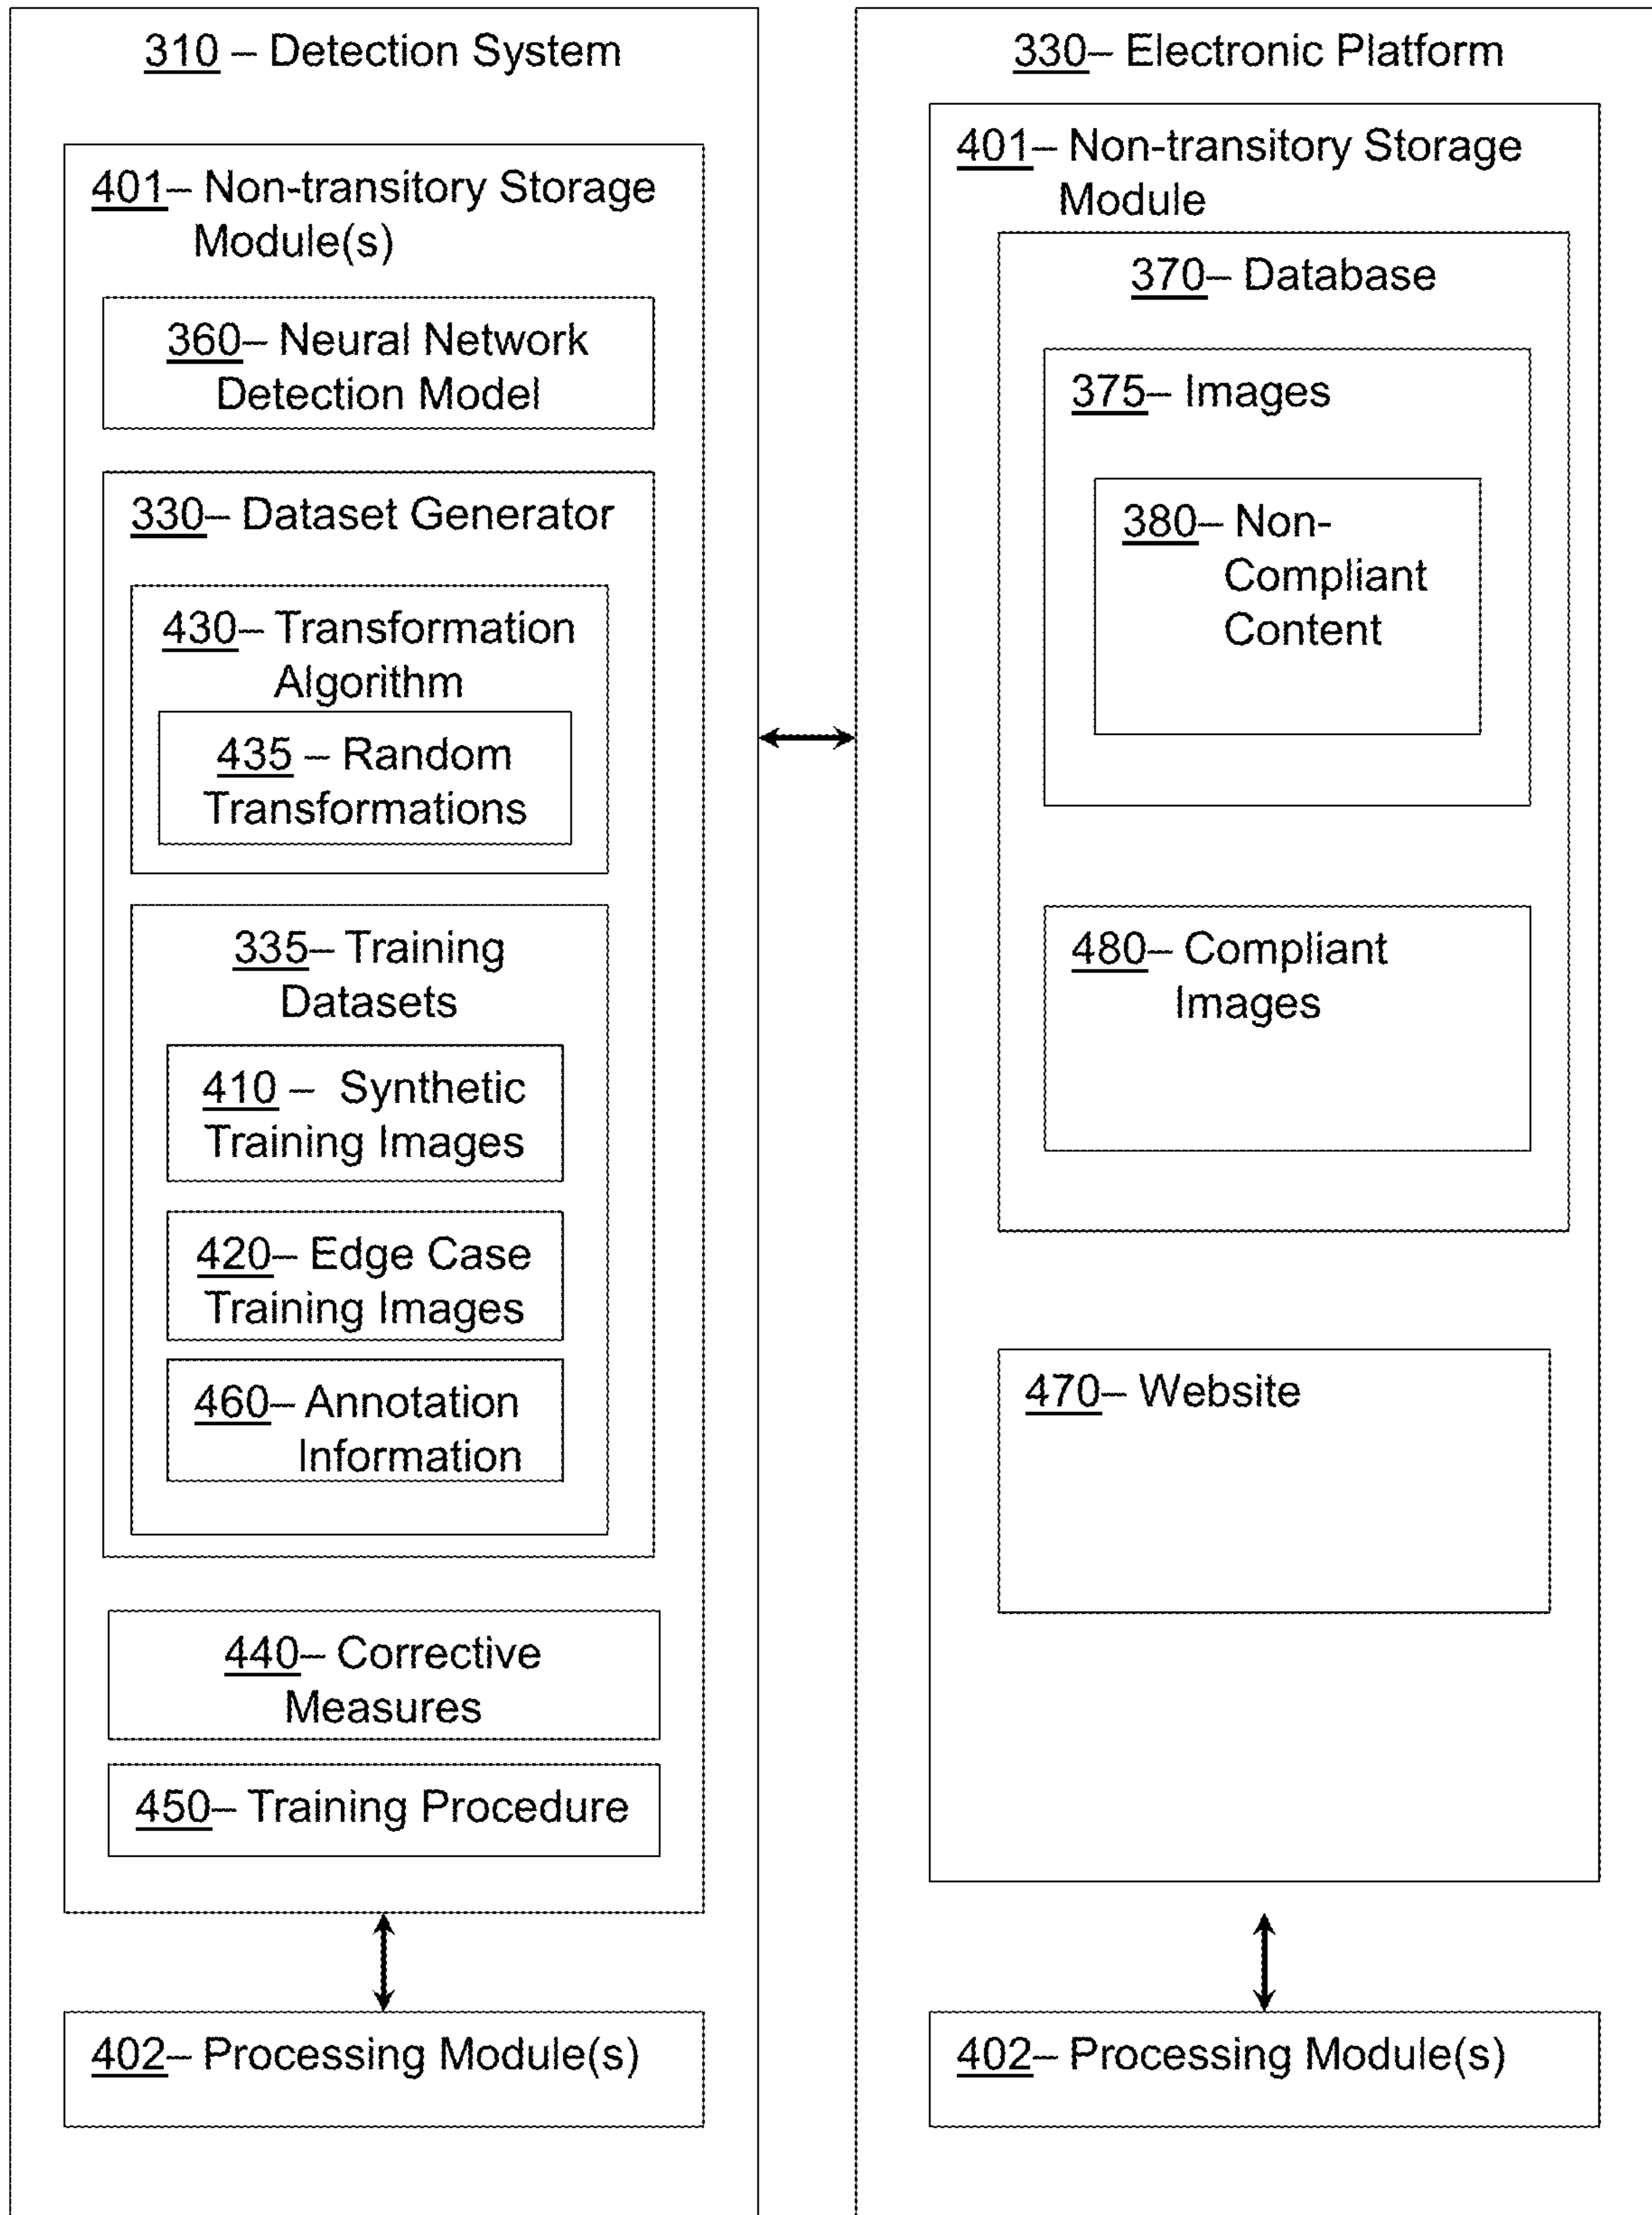 310 – Detection System
401– Non-transitory Storage
Module(s)
360– Neural Network
Detection Model
330– Dataset Generator
430– Transformation
Algorithm
435 – Random
Transformations
335– Training
Datasets
410 – Synthetic
Training Images
420– Edge Case
Training Images
460– Annotation
Information
440– Corrective
Measures
450– Training Procedure
402– Processing Module(s)
330– Electronic Platform
401– Non-transitory Storage
Module
370– Database
375– Images
380– Non-
Compliant
Content
480– Compliant
Images
470– Website
402– Processing Module(s)